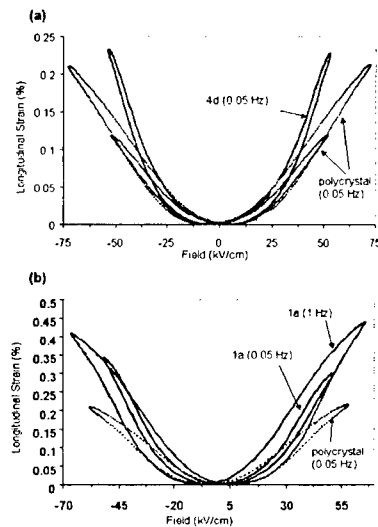 (a)
0.25
0.2
0.15
0.1
0.05
0
Longitudinal Strain (%)
4d (0.05 Hz)
polycrystal
(0.05 Hz)
-75 -50 -25 0 25 50 75
Field (kV/cm)
(b)
0.5
0.45
0.4
0.35
0.3
0.25
0.2
0.15
0.1
0.05
0
Longitudinal Strain (%)
1a (1 Hz)
1a (0.05 Hz)
polycrystal
(0.05 Hz)
-70 -45 -20 5 30 55
Field (kV/cm)